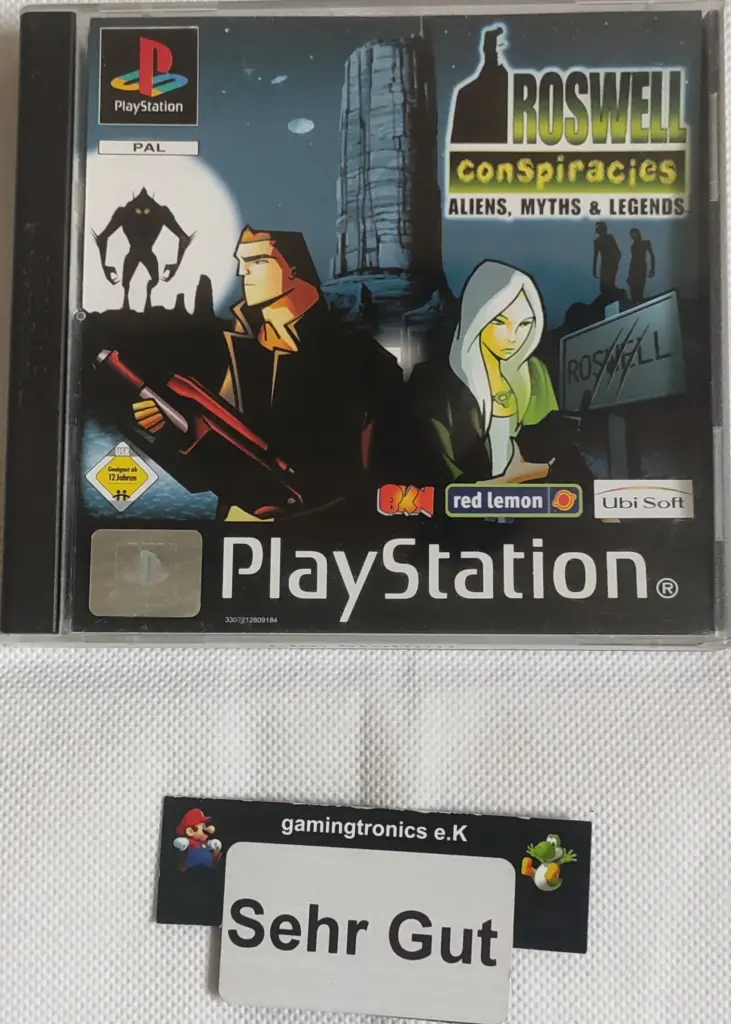 PlayStation
PAL
ROSWELL
conspiracies
ALIENS, MYTHS & LEGENDS
ROSWELL
USK
Geeignet ab
12 Jahren
BKN
red lemon
Ubi Soft
PlayStation®
gamingtronics e.K
Sehr Gut